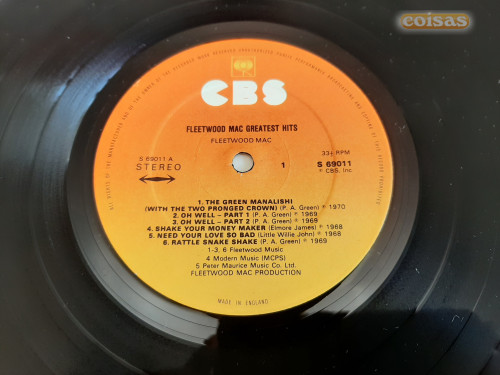 coisas
CBS
FLEETWOOD MAC GREATEST HITS
FLEETWOOD MAC
S 69011 A
STEREO
1
33⅓ RPM
S 69011
℗ CBS. Inc
1. THE GREEN MANALISHI
(WITH THE TWO PRONGED CROWN) (P. A. Green) ℗ 1970
2. OH WELL – PART 1 (P. A. Green) ℗ 1969
3. OH WELL – PART 2 (P. A. Green) ℗ 1969
4. SHAKE YOUR MONEY MAKER (Elmore James) ℗ 1968
5. NEED YOUR LOVE SO BAD (Little Willie John) ℗ 1968
6. RATTLE SNAKE SHAKE (P. A. Green) ℗ 1969
1-3, 6 Fleetwood Music
4 Modern Music (MCPS)
5 Peter Maurice Music Co. Ltd.
FLEETWOOD MAC PRODUCTION
MADE IN ENGLAND